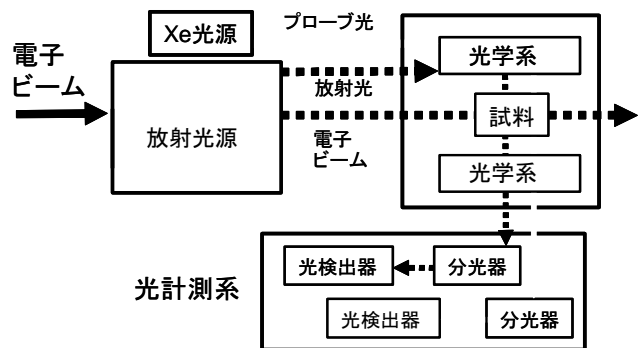 Xe光源
プローブ光
電子
ビーム
放射光源
放射光
電子
ビーム
光学系
試料
光学系
光計測系
光検出器
分光器
光検出器
分光器